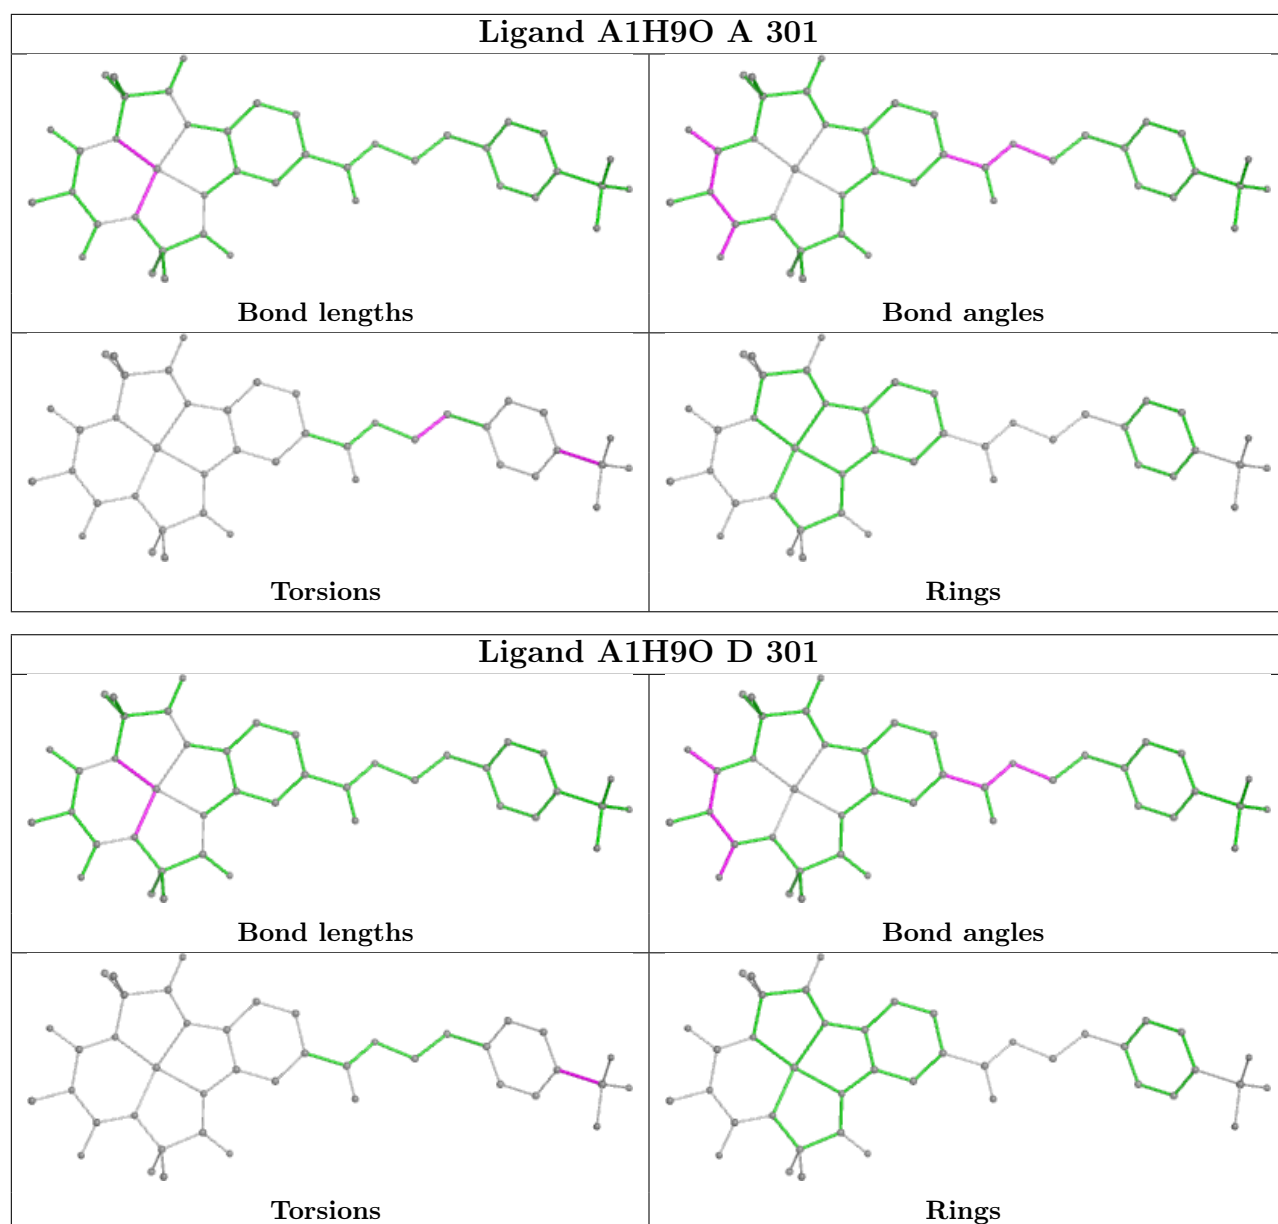 Ligand A1H9O A 301
Bond lengths
Bond angles
Torsions
Rings
Ligand A1H9O D 301
Bond lengths
Bond angles
Torsions
Rings